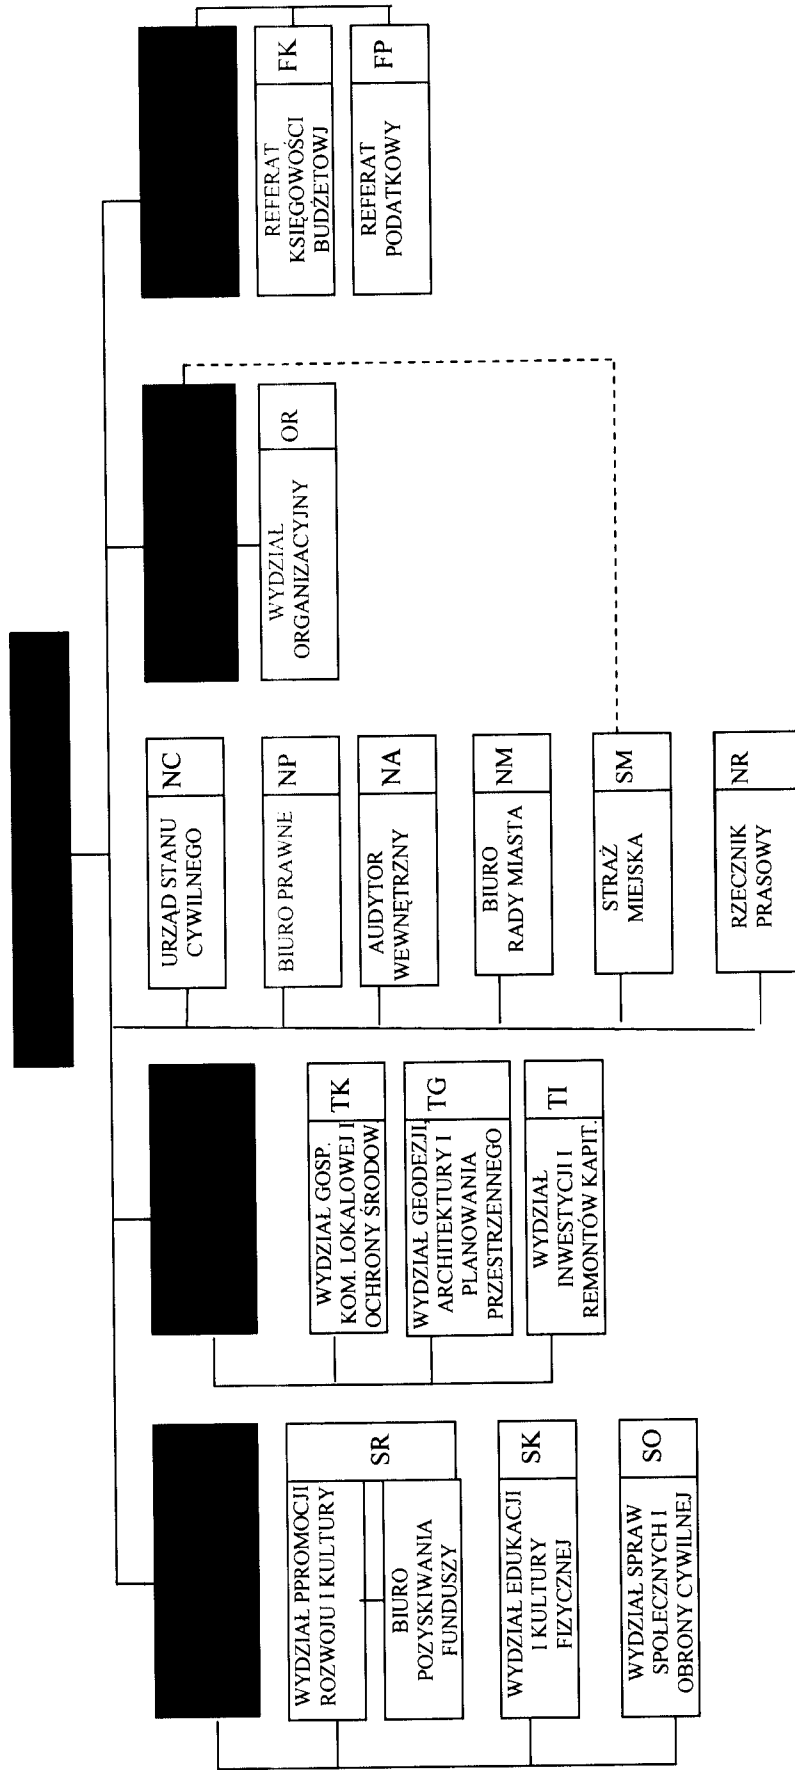 WYDZIAŁ PPROMOCJI
ROZWOJU I KULTURY
SR
BIURO
POZYSKIWANIA
FUNDUSZY
WYDZIAŁ EDUKACJI
I KULTURY
FIZYCZNEJ
SK
WYDZIAŁ SPRAW
SPOŁECZNYCH I
OBRONY CYWILNEJ
SO
WYDZIAŁ GOSP.
KOM. LOKALOWEJ I
OCHRONY ŚRODOW.
TK
WYDZIAŁ GEODEZJI,
ARCHITEKTURY I
PLANOWANIA
PRZESTRZENNEGO
TG
WYDZIAŁ
INWESTYCJI I
REMONTÓW KAPIT.
TI
URZĄD STANU
CYWILNEGO
NC
BIURO PRAWNE
NP
AUDYTOR
WEWNĘTRZNY
NA
BIURO
RADY MIASTA
NM
STRAŻ
MIEJSKA
SM
RZECZNIK
PRASOWY
NR
WYDZIAŁ
ORGANIZACYJNY
OR
REFERAT
KSIĘGOWOŚCI
BUDŻETOWJ
FK
REFERAT
PODATKOWY
FP